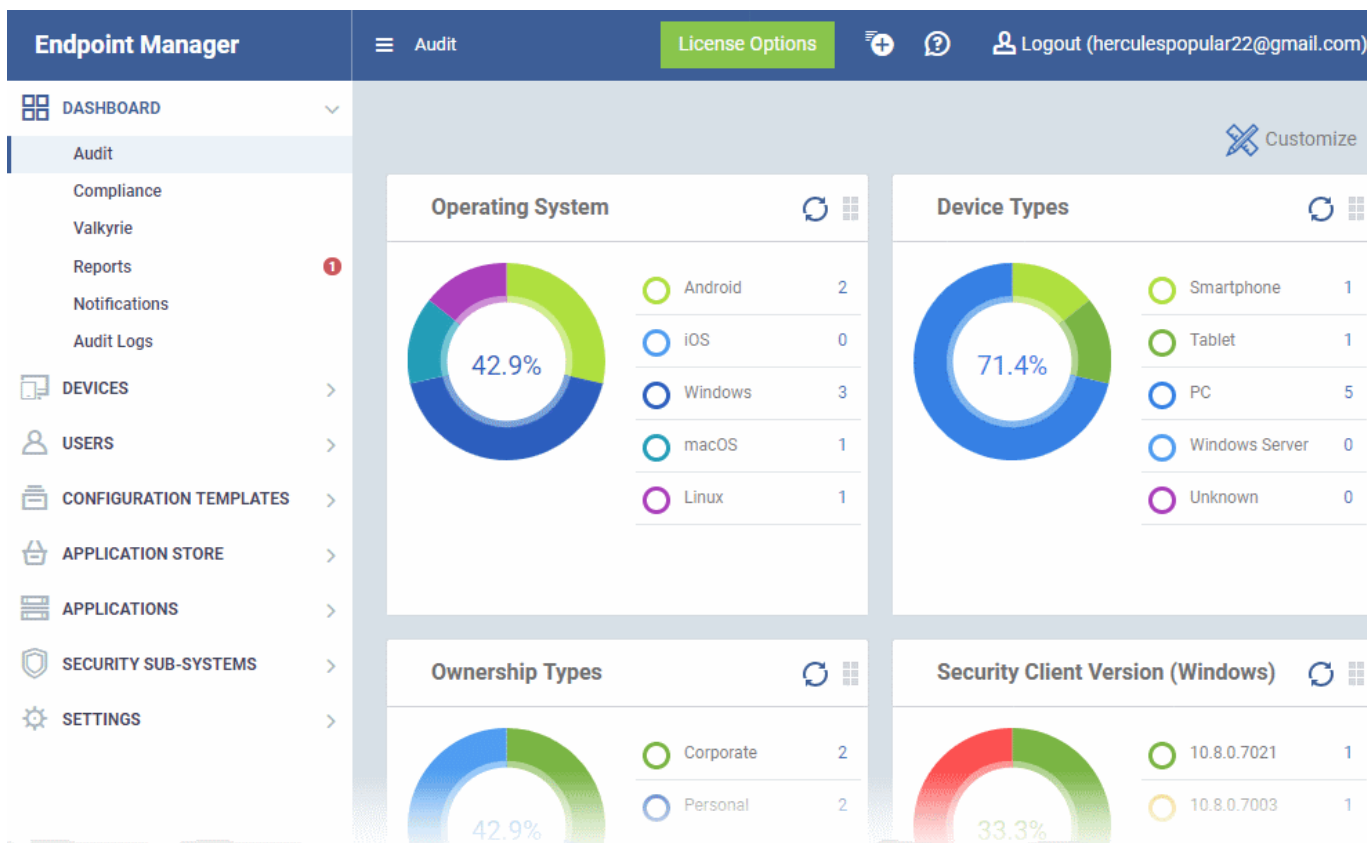 Endpoint Manager
Audit
License Options
Logout (herculespopular22@gmail.com)
DASHBOARD
Audit
Compliance
Valkyrie
Reports 1
Notifications
Audit Logs
DEVICES
USERS
CONFIGURATION TEMPLATES
APPLICATION STORE
APPLICATIONS
SECURITY SUB-SYSTEMS
SETTINGS
Customize
Operating System
42.9%
Android 2
iOS 0
Windows 3
macOS 1
Linux 1
Device Types
71.4%
Smartphone 1
Tablet 1
PC 5
Windows Server 0
Unknown 0
Ownership Types
42.9%
Corporate 2
Personal 2
Security Client Version (Windows)
33.3%
10.8.0.7021 1
10.8.0.7003 1